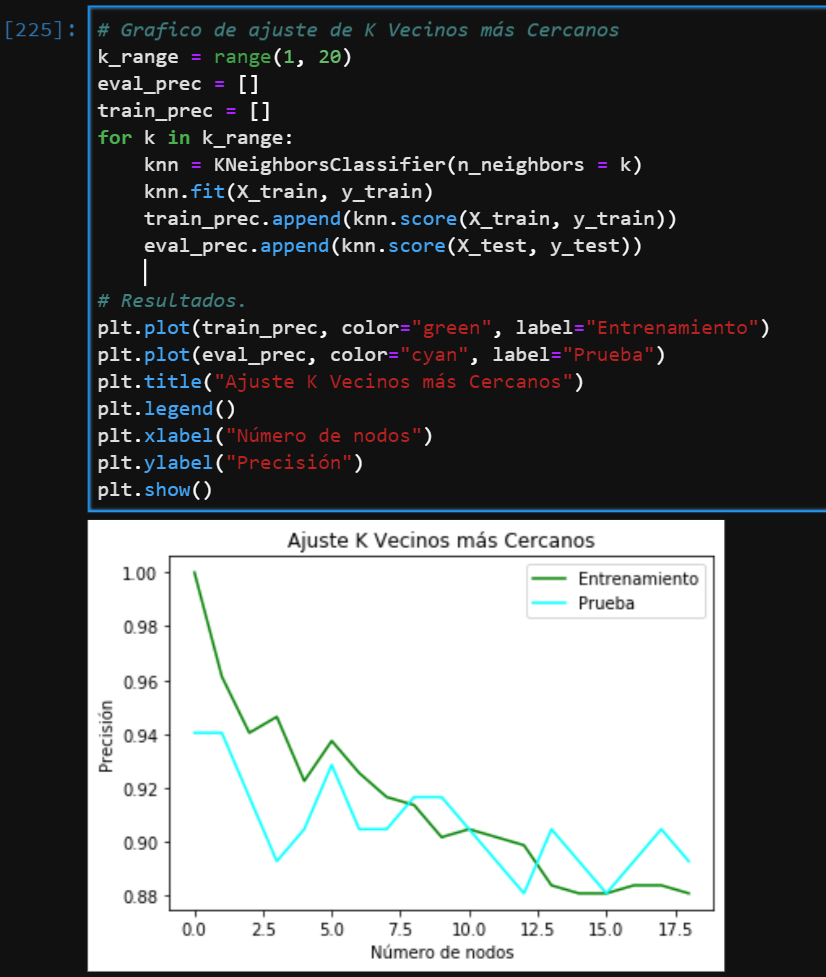 [225]:
# Grafico de ajuste de K Vecinos más Cercanos
k_range = range(1, 20)
eval_prec = []
train_prec = []
for k in k_range:
    knn = KNeighborsClassifier(n_neighbors = k)
    knn.fit(X_train, y_train)
    train_prec.append(knn.score(X_train, y_train))
    eval_prec.append(knn.score(X_test, y_test))
# Resultados.
plt.plot(train_prec, color="green", label="Entrenamiento")
plt.plot(eval_prec, color="cyan", label="Prueba")
plt.title("Ajuste K Vecinos más Cercanos")
plt.legend()
plt.xlabel("Número de nodos")
plt.ylabel("Precisión")
plt.show()
Ajuste K Vecinos más Cercanos
Entrenamiento
Prueba
Precisión
1.00
0.98
0.96
0.94
0.92
0.90
0.88
0.0 2.5 5.0 7.5 10.0 12.5 15.0 17.5
Número de nodos